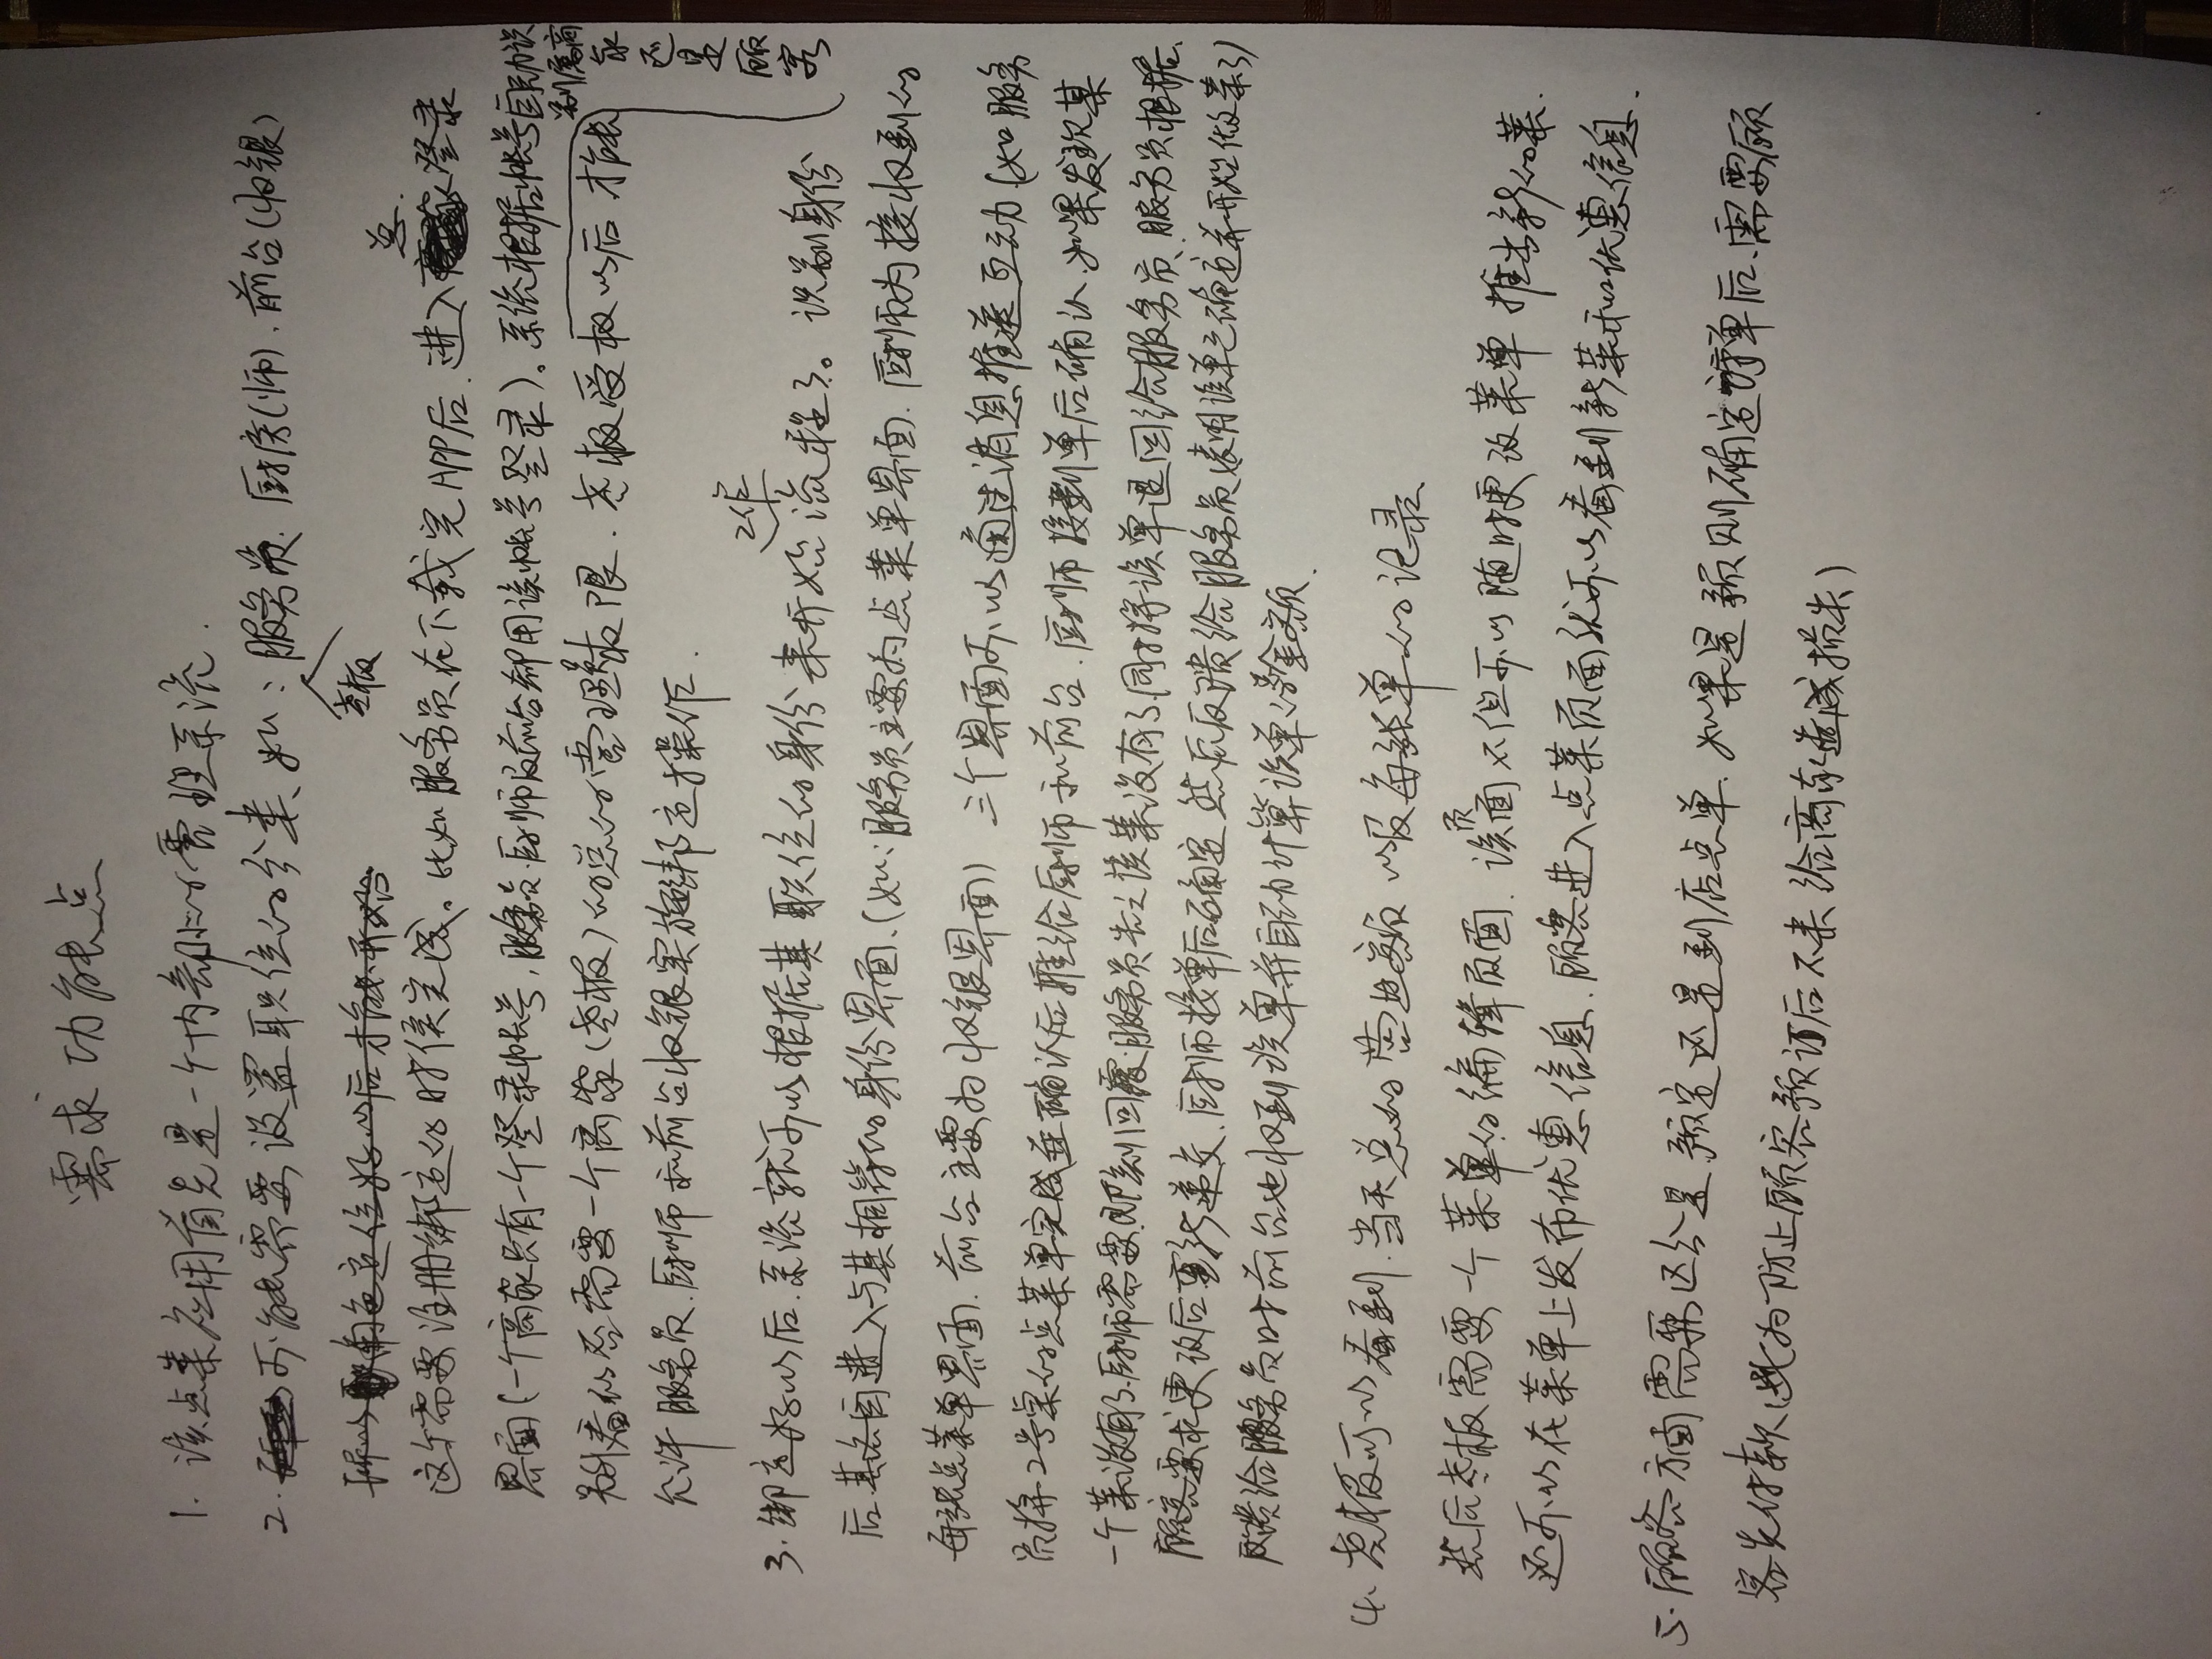 需求功能点
1. 该点菜应用首先是一个内部的管理系统.
2. 可能需要设置职位的分类、如:老板 服务员. 厨房(师). 前台(收银)
所以 角色定位好以后才能开始
这个需要注册绑定的时侯完成。比如服务员在下载完APP后. 进入总登录
界面(一个商家只有一个登录帐号,服务员.厨师及前台都用该帐号登录)。系统根据帐号自动识
别属商家还是顾客
另外看的否需要一个商家(老板)的总的管理权限. 老板受权以后才能
允许服务员.厨师和前台收银实施绑定操作.
3. 绑定好以后.系统就可以根据其职位的身份来开始工作流程了。识别身份
后.其各自进入与其相符的身份界面.(如:服务员主要为点菜单界面. 厨师为接收到的
每张点菜单界面. 前台主要为收银界面) 三个界面可以通过消息推送互动.(如服务
员将2号桌的点菜单完成并确认后推给厨师和前台.厨师接到单后确认.如果发现某
一个菜没有了.厨师需要即刻回覆服务员告之该菜没有了.同时将该单退回给服务员.服务员根据
顾客要求更改后重新递交.厨师接单后确定然后反馈给服务员表明该单已确定并开始做菜了)
反馈给服务员时前台也收到该单并自动计算该单的金额.
4. 老板可以看到.当天总的营业额以及每张单的记录.
然后老板需要一个菜单的编辑页面. 该页面不但可以随时更改菜单推出新的菜.
还可以在菜单上发布优惠信息.顾客进入点菜页面就可以看到新菜和优惠信息.
5. 顾客方面需要区分是预定还是到店点单.如果是预则确定单后.需要顾
客先付款(此为防止顾客预订后不来给商家造成损失)